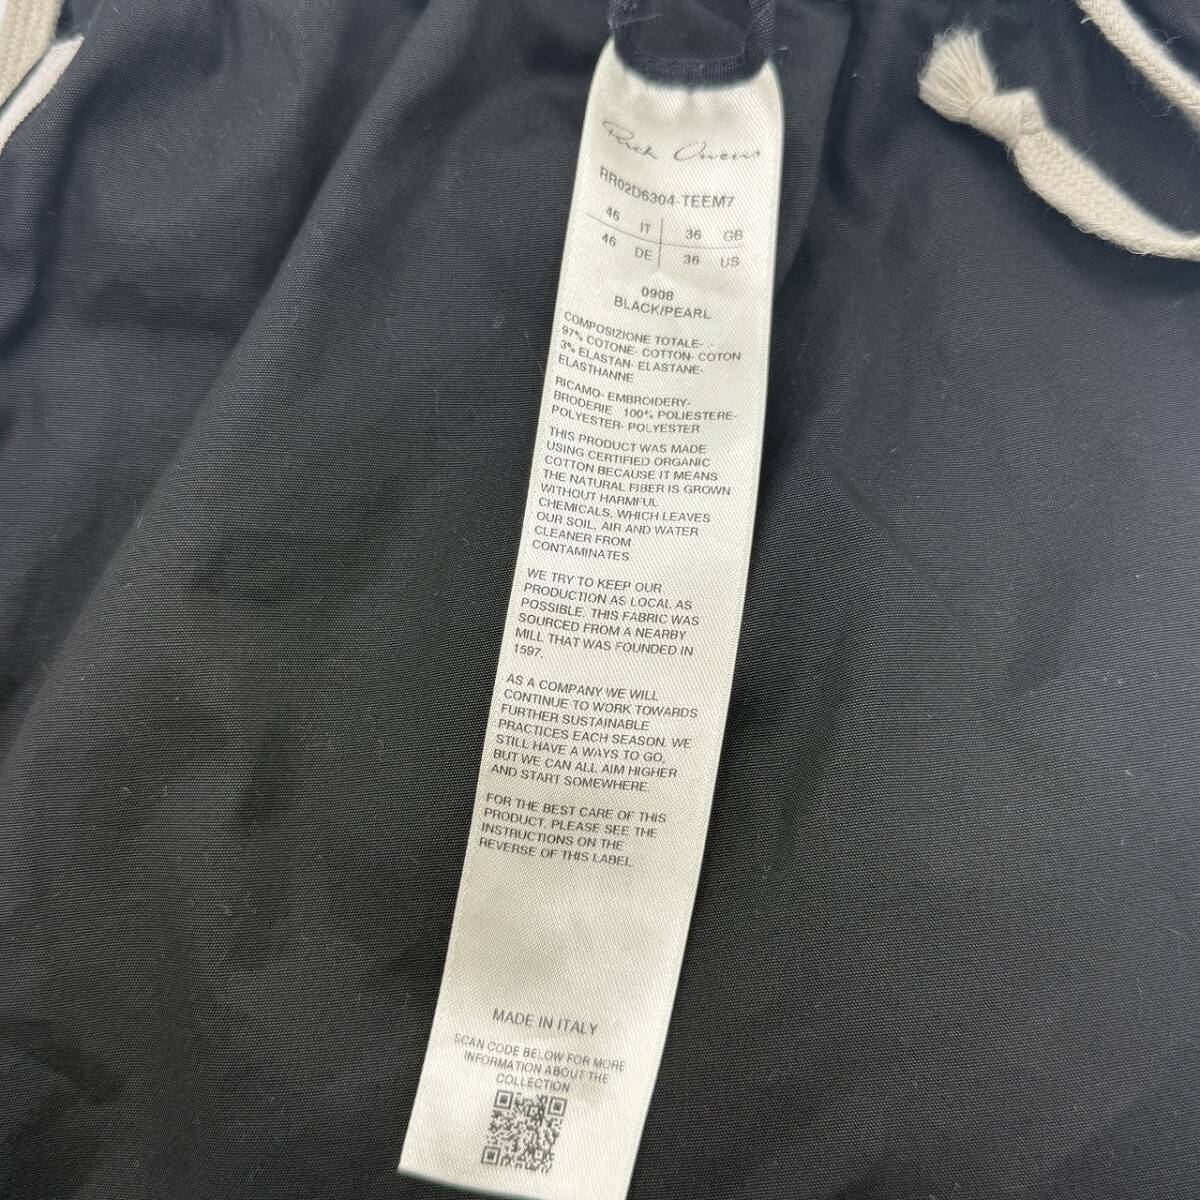 Rick Owens
RR02D6304-TEEM7
46 IT 36 GB
46 DE 36 US
0908
BLACK/PEARL
COMPOSIZIONE TOTALE- -
97% COTONE- COTTON- COTON
3% ELASTAN- ELASTANE-
ELASTHANNE
RICAMO- EMBROIDERY-
BRODERIE 100% POLIESTERE-
POLYESTER- POLYESTER
THIS PRODUCT WAS MADE
USING CERTIFIED ORGANIC
COTTON BECAUSE IT MEANS
THE NATURAL FIBER IS GROWN
WITHOUT HARMFUL
CHEMICALS, WHICH LEAVES
OUR SOIL, AIR AND WATER
CLEANER FROM
CONTAMINATES.
WE TRY TO KEEP OUR
PRODUCTION AS LOCAL AS
POSSIBLE. THIS FABRIC WAS
SOURCED FROM A NEARBY
MILL THAT WAS FOUNDED IN
1597.
AS A COMPANY WE WILL
CONTINUE TO WORK TOWARDS
FURTHER SUSTAINABLE
PRACTICES EACH SEASON. WE
STILL HAVE A WAYS TO GO,
BUT WE CAN ALL AIM HIGHER
AND START SOMEWHERE.
FOR THE BEST CARE OF THIS
PRODUCT, PLEASE SEE THE
INSTRUCTIONS ON THE
REVERSE OF THIS LABEL.
MADE IN ITALY
SCAN CODE BELOW FOR MORE
INFORMATION ABOUT THE
COLLECTION